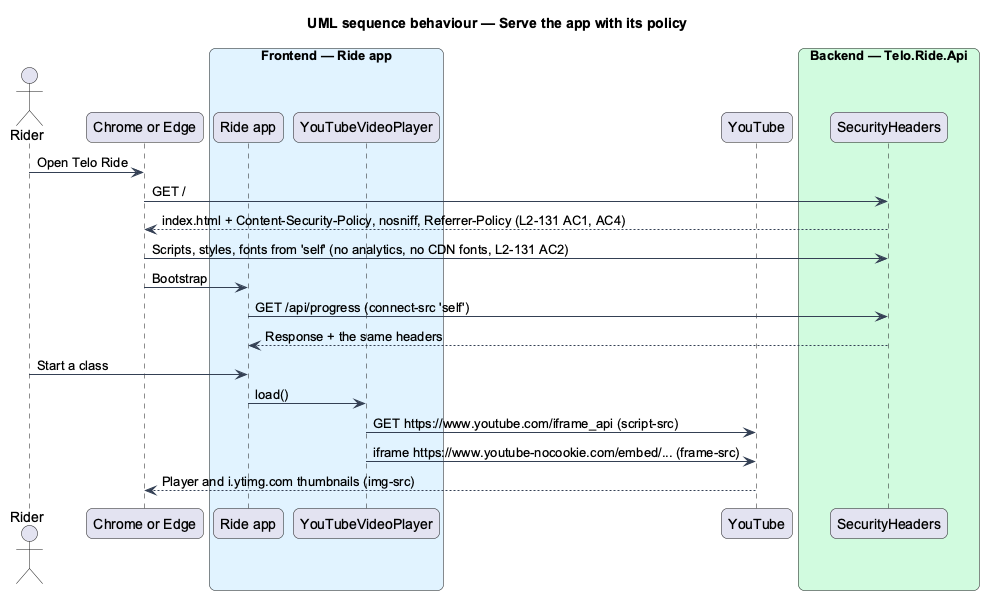 UML sequence behaviour — Serve the app with its policy
Frontend — Ride app
Backend — Telo.Ride.Api
Rider
Chrome or Edge
Ride app
YouTubeVideoPlayer
YouTube
SecurityHeaders
Open Telo Ride
GET /
index.html + Content-Security-Policy, nosniff, Referrer-Policy (L2-131 AC1, AC4)
Scripts, styles, fonts from 'self' (no analytics, no CDN fonts, L2-131 AC2)
Bootstrap
GET /api/progress (connect-src 'self')
Response + the same headers
Start a class
load()
GET https://www.youtube.com/iframe_api (script-src)
iframe https://www.youtube-nocookie.com/embed/... (frame-src)
Player and i.ytimg.com thumbnails (img-src)
Rider
Chrome or Edge
Ride app
YouTubeVideoPlayer
YouTube
SecurityHeaders